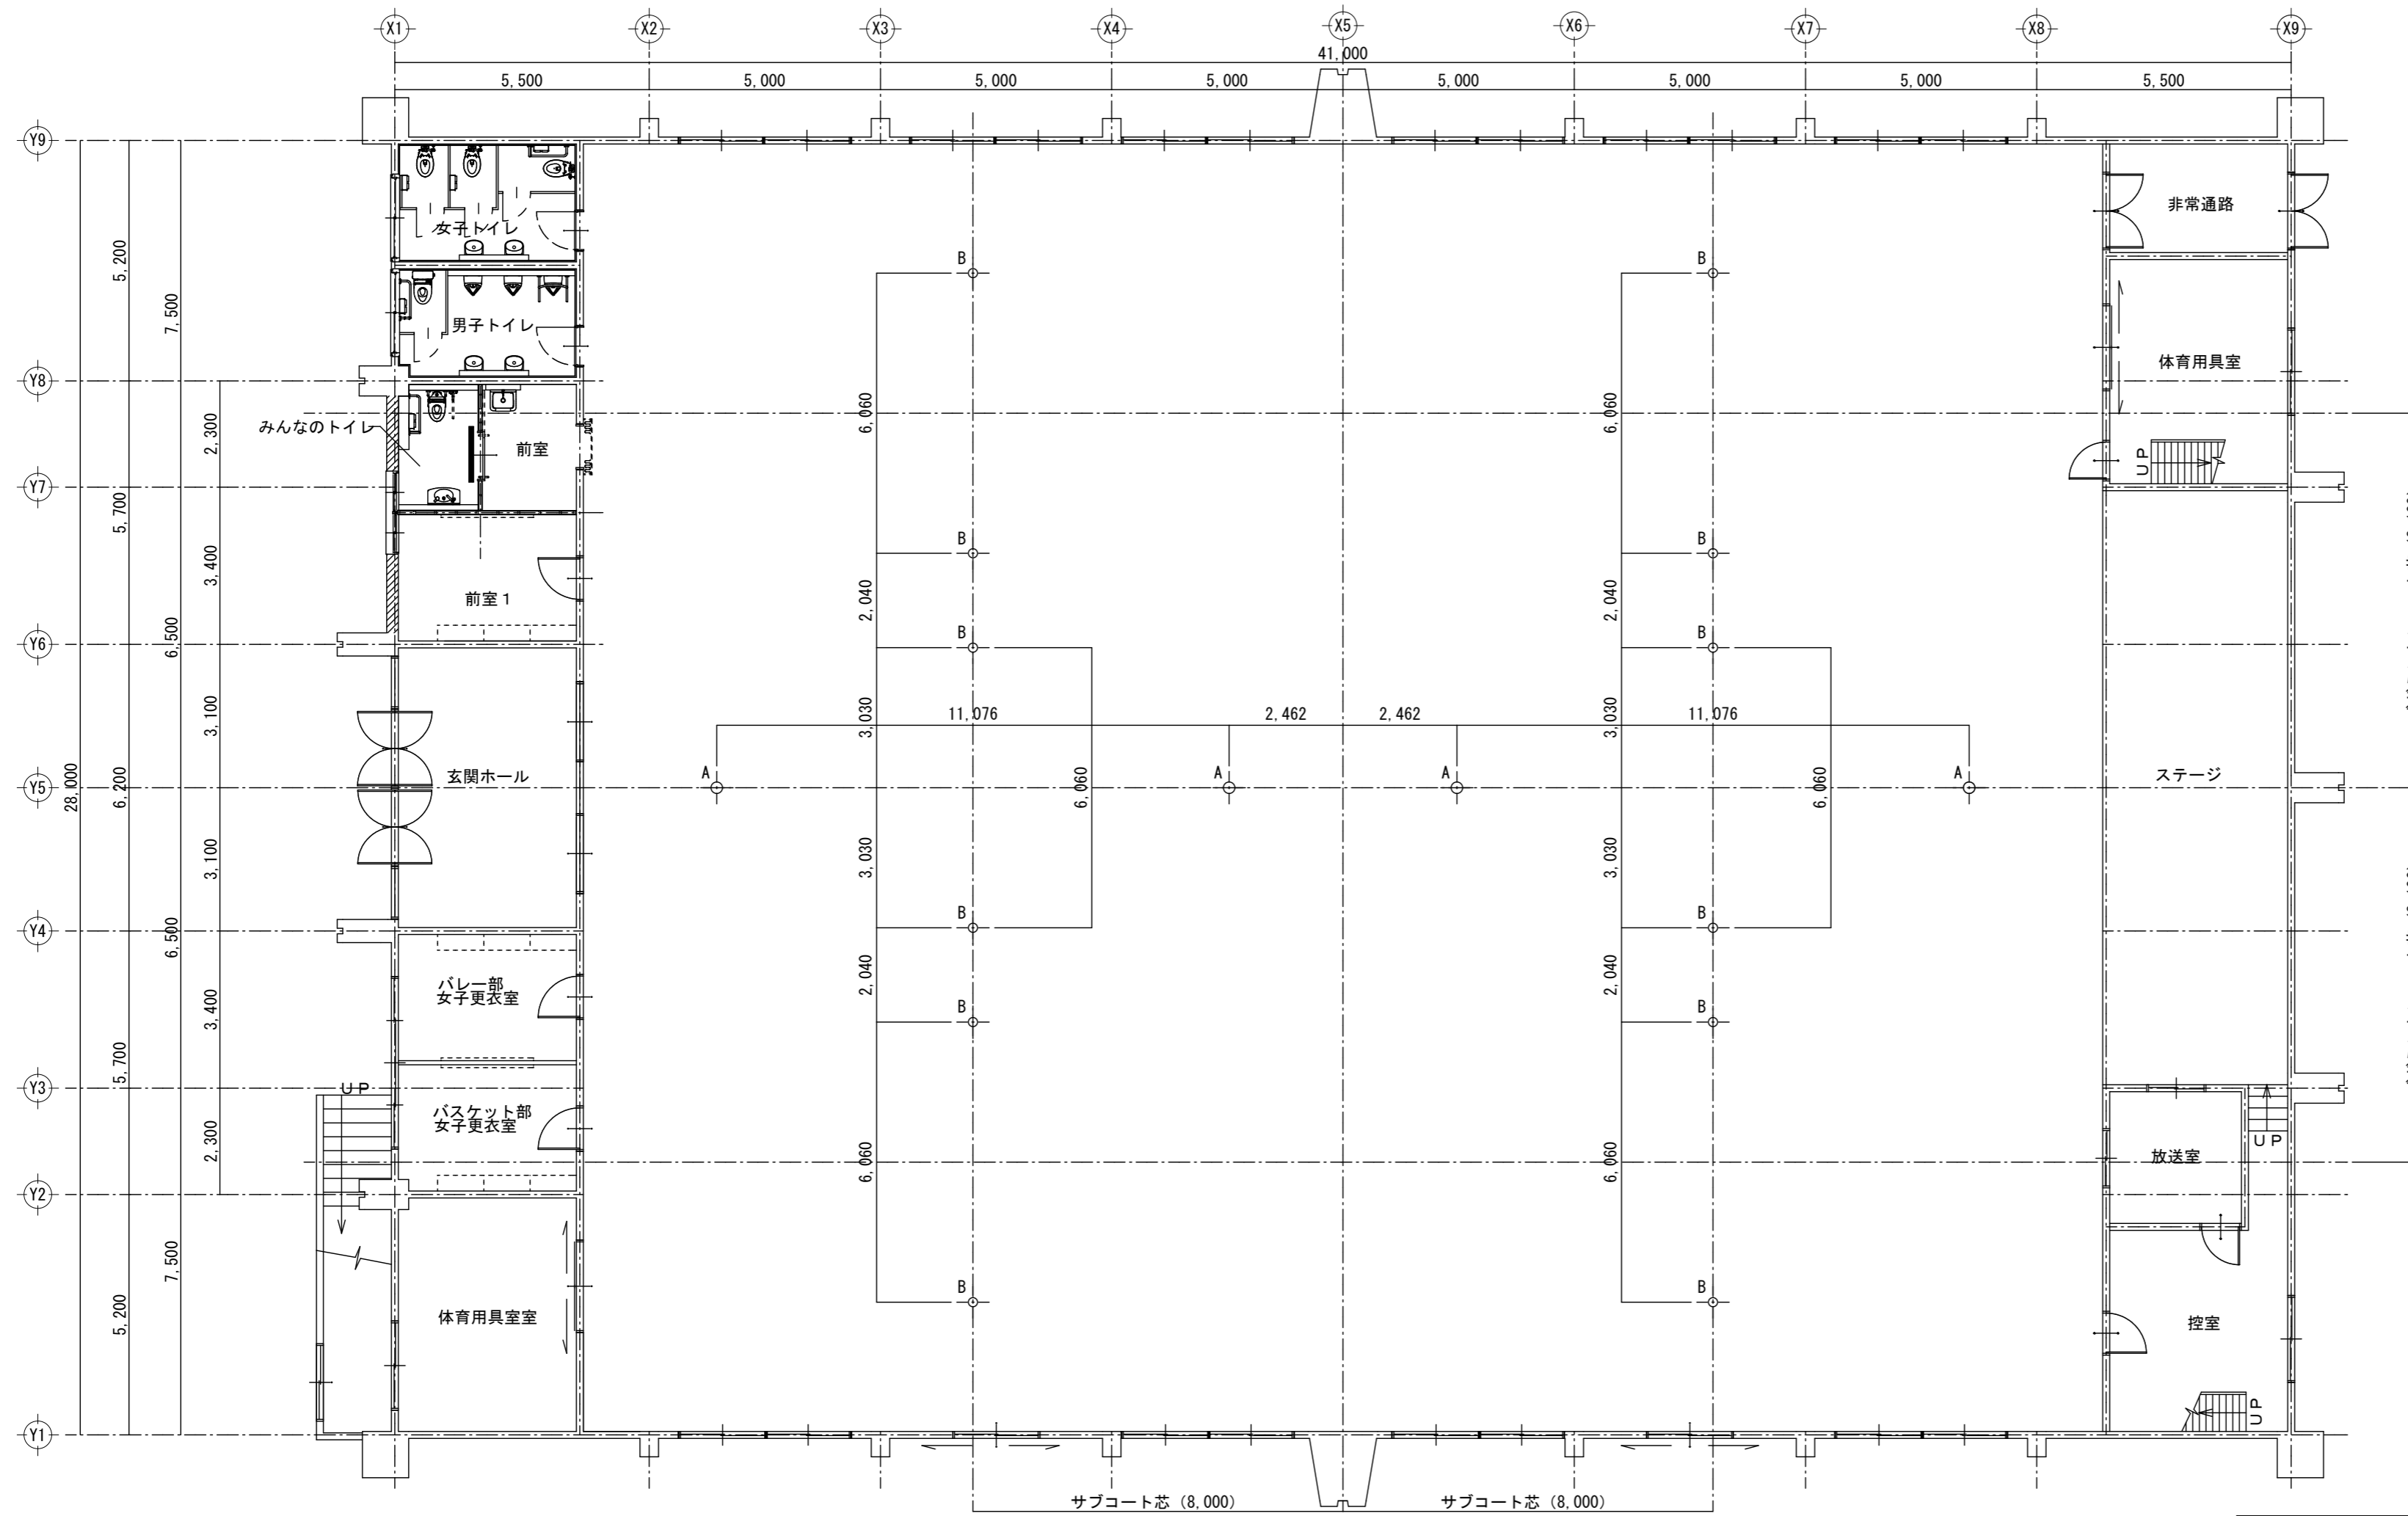 X1 X2 X3 X4 X5 X6 X7 X8 X9
41,000
5,500 5,000 5,000 5,000 5,000 5,000 5,000 5,500
Y9
Y8
Y7
Y6
Y5
Y4
Y3
Y2
Y1
28,000
5,200
5,700
6,200
5,700
5,200
7,500
6,500
6,500
7,500
2,300
3,400
3,100
3,100
3,400
2,300
女子トイレ
男子トイレ
みんなのトイレ
前室
前室1
玄関ホール
バレー部
女子更衣室
バスケット部
女子更衣室
UP
体育用具室室
B
B
B
B
B
B
6,060
2,040
3,030
3,030
2,040
6,060
6,060
11,076 2,462 2,462 11,076
A A A A
B
B
B
B
B
B
6,060
2,040
3,030
3,030
2,040
6,060
6,060
非常通路
体育用具室
UP
ステージ
放送室
UP
控室
UP
サブコート芯(8,000) サブコート芯(8,000)